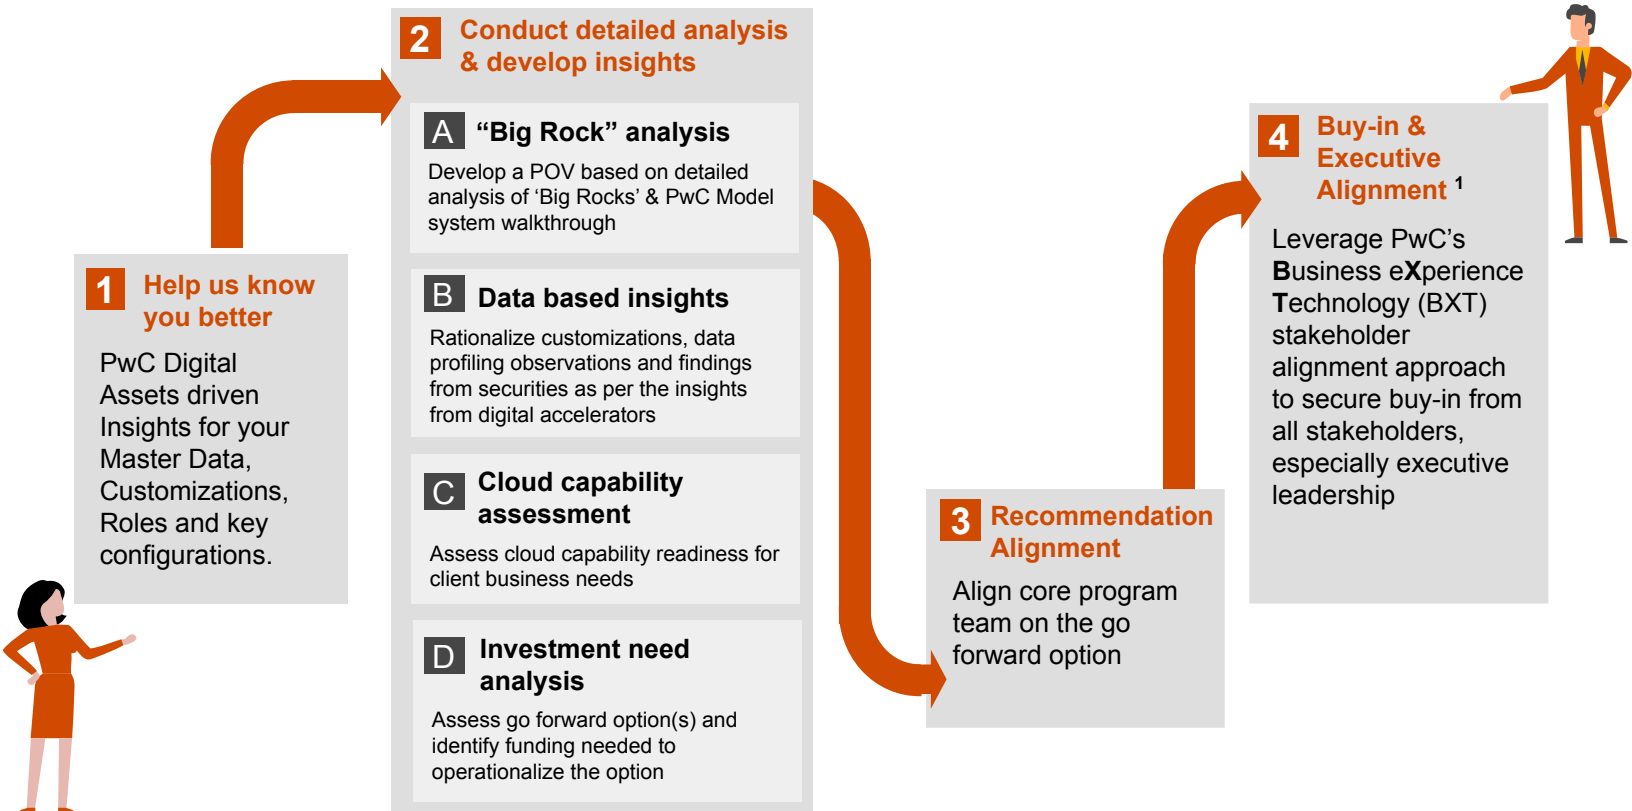 1
Help us know
you better
PwC Digital
Assets driven
Insights for your
Master Data,
Customizations,
Roles and key
configurations.
2
Conduct detailed analysis
& develop insights
A
“Big Rock” analysis
Develop a POV based on detailed
analysis of ‘Big Rocks’ & PwC Model
system walkthrough
B
Data based insights
Rationalize customizations, data
profiling observations and findings
from securities as per the insights
from digital accelerators
C
Cloud capability
assessment
Assess cloud capability readiness for
client business needs
D
Investment need
analysis
Assess go forward option(s) and
identify funding needed to
operationalize the option
3
Recommendation
Alignment
Align core program
team on the go
forward option
4
Buy-in &
Executive
Alignment 1
Leverage PwC’s
Business eXperience
Technology (BXT)
stakeholder
alignment approach
to secure buy-in from
all stakeholders,
especially executive
leadership